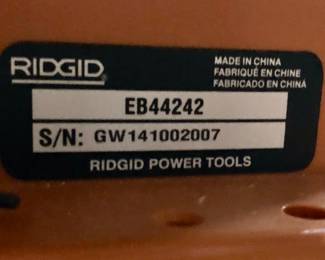 RIDGID
MADE IN CHINA
FABRIQUÉ EN CHINE
FABRICADO EN CHINA
EB44242
S/N: GW141002007
RIDGID POWER TOOLS